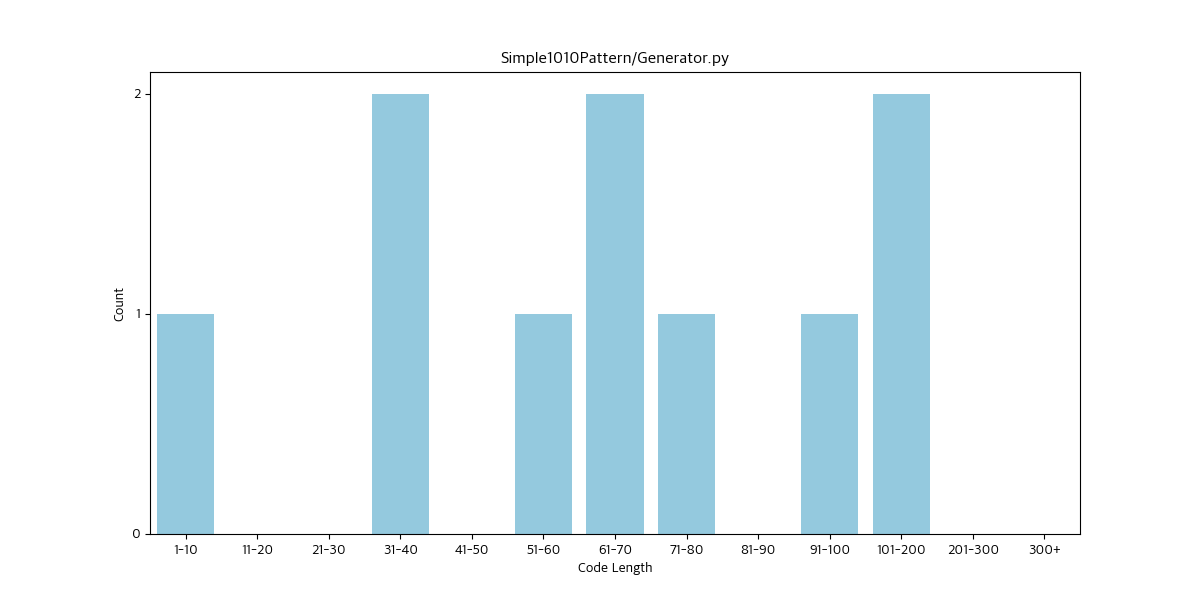 Simple1010Pattern/Generator.py
Count
2
1
0
1-10 11-20 21-30 31-40 41-50 51-60 61-70 71-80 81-90 91-100 101-200 201-300 300+
Code Length